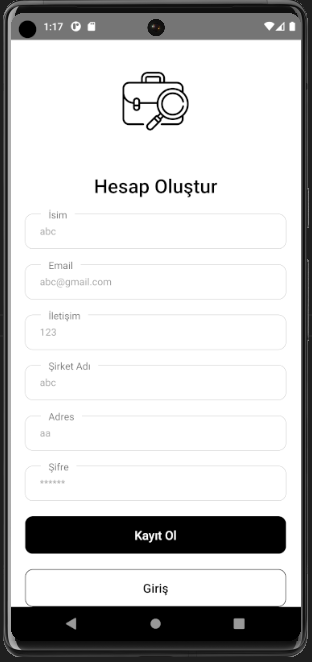 1:17
Hesap Oluştur
İsim
abc
Email
abc@gmail.com
İletişim
123
Şirket Adı
abc
Adres
aa
Şifre
******
Kayıt Ol
Giriş